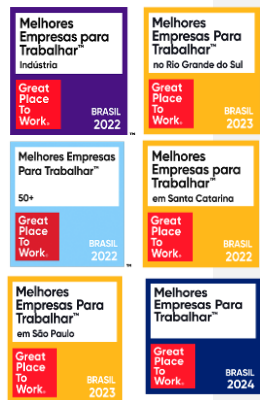 Melhores
Empresas para
Trabalhar™
Indústria
Great
Place
To
Work®
BRASIL
2022
™
Melhores
Empresas Para
Trabalhar™
no Rio Grande do Sul
Great
Place
To
Work®
BRASIL
2023
Melhores Empresas
Para Trabalhar™
50+
Great
Place
To
Work®
BRASIL
2022
™
Melhores
Empresas para
Trabalhar™
em Santa Catarina
Great
Place
To
Work®
BRASIL
2022
Melhores
Empresas Para
Trabalhar™
em São Paulo
Great
Place
To
Work®
BRASIL
2023
Melhores
Empresas Para
Trabalhar™
Great
Place
To
Work®
BRASIL
2024